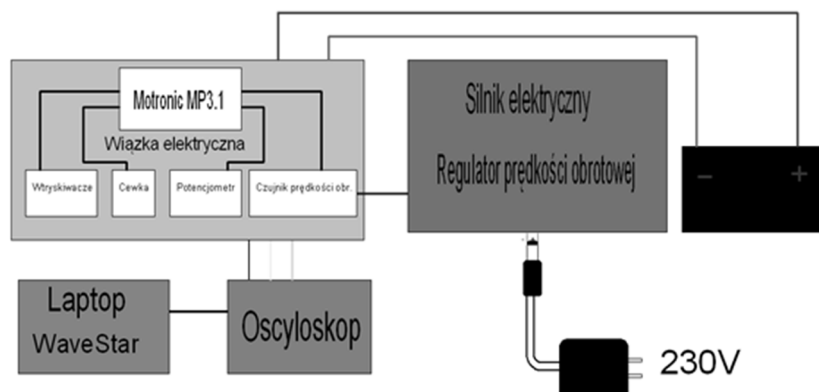 Motronic MP3.1
Wiązka elektryczna
Wtryskiwacze
Cewka
Potencjometr
Czujnik prędkości obr.
Silnik elektryczny
Regulator prędkości obrotowej
− +
Laptop
WaveStar
Oscyloskop
230V